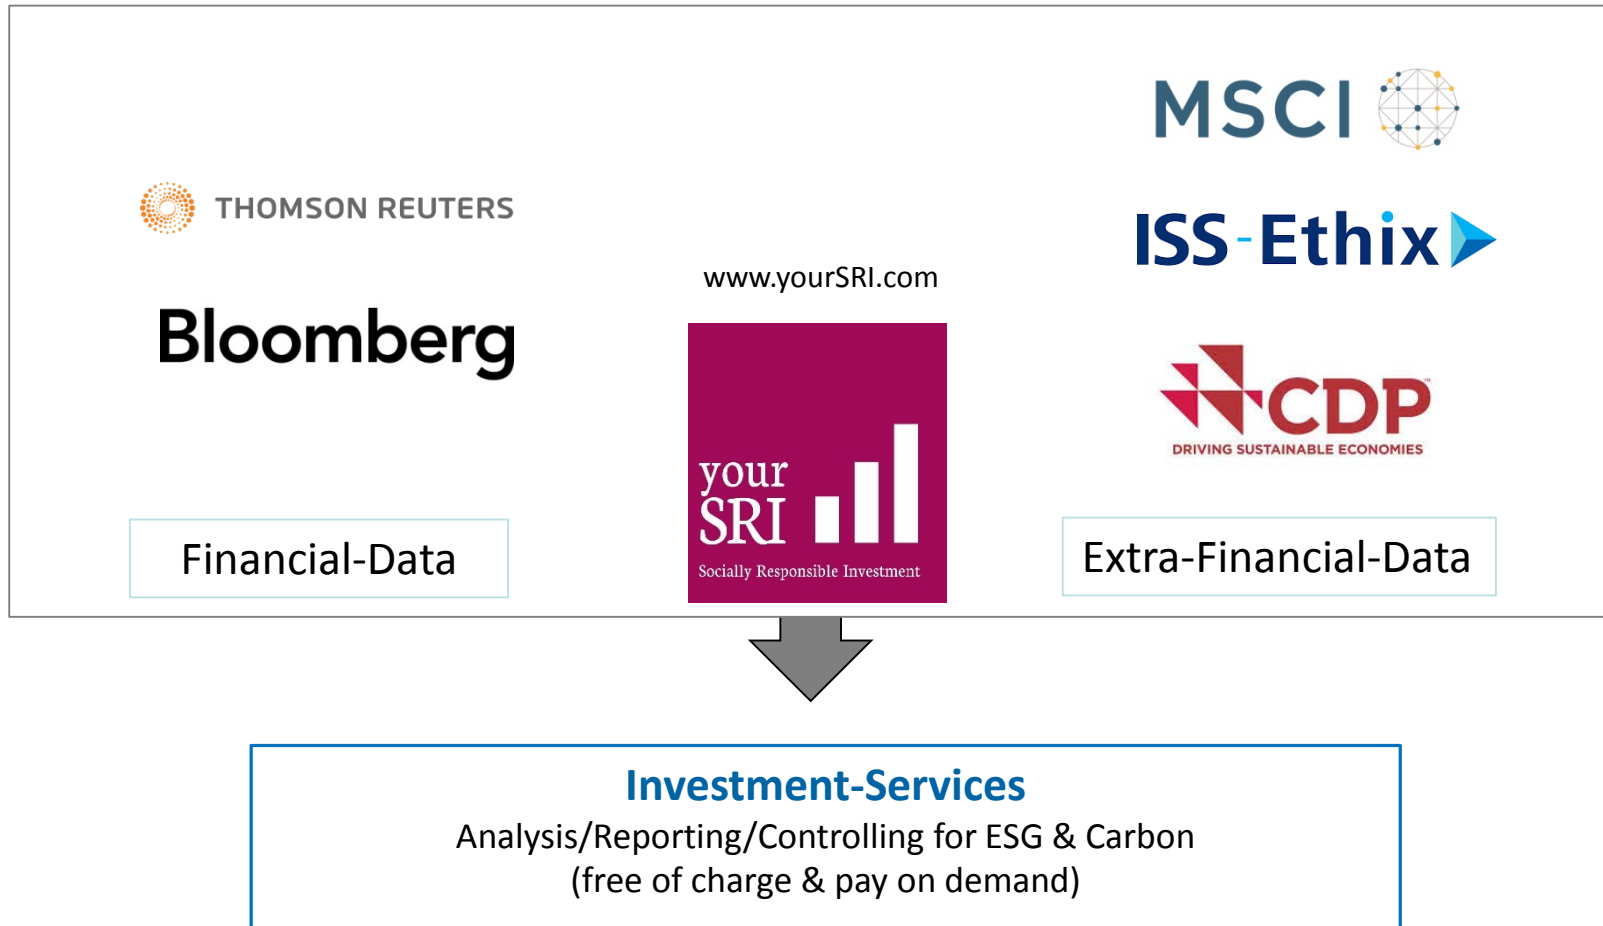 THOMSON REUTERS
Bloomberg
Financial-Data
www.yourSRI.com
your
SRI
Socially Responsible Investment
MSCI
ISS-Ethix
CDP™
DRIVING SUSTAINABLE ECONOMIES
Extra-Financial-Data
Investment-Services
Analysis/Reporting/Controlling for ESG & Carbon
(free of charge & pay on demand)